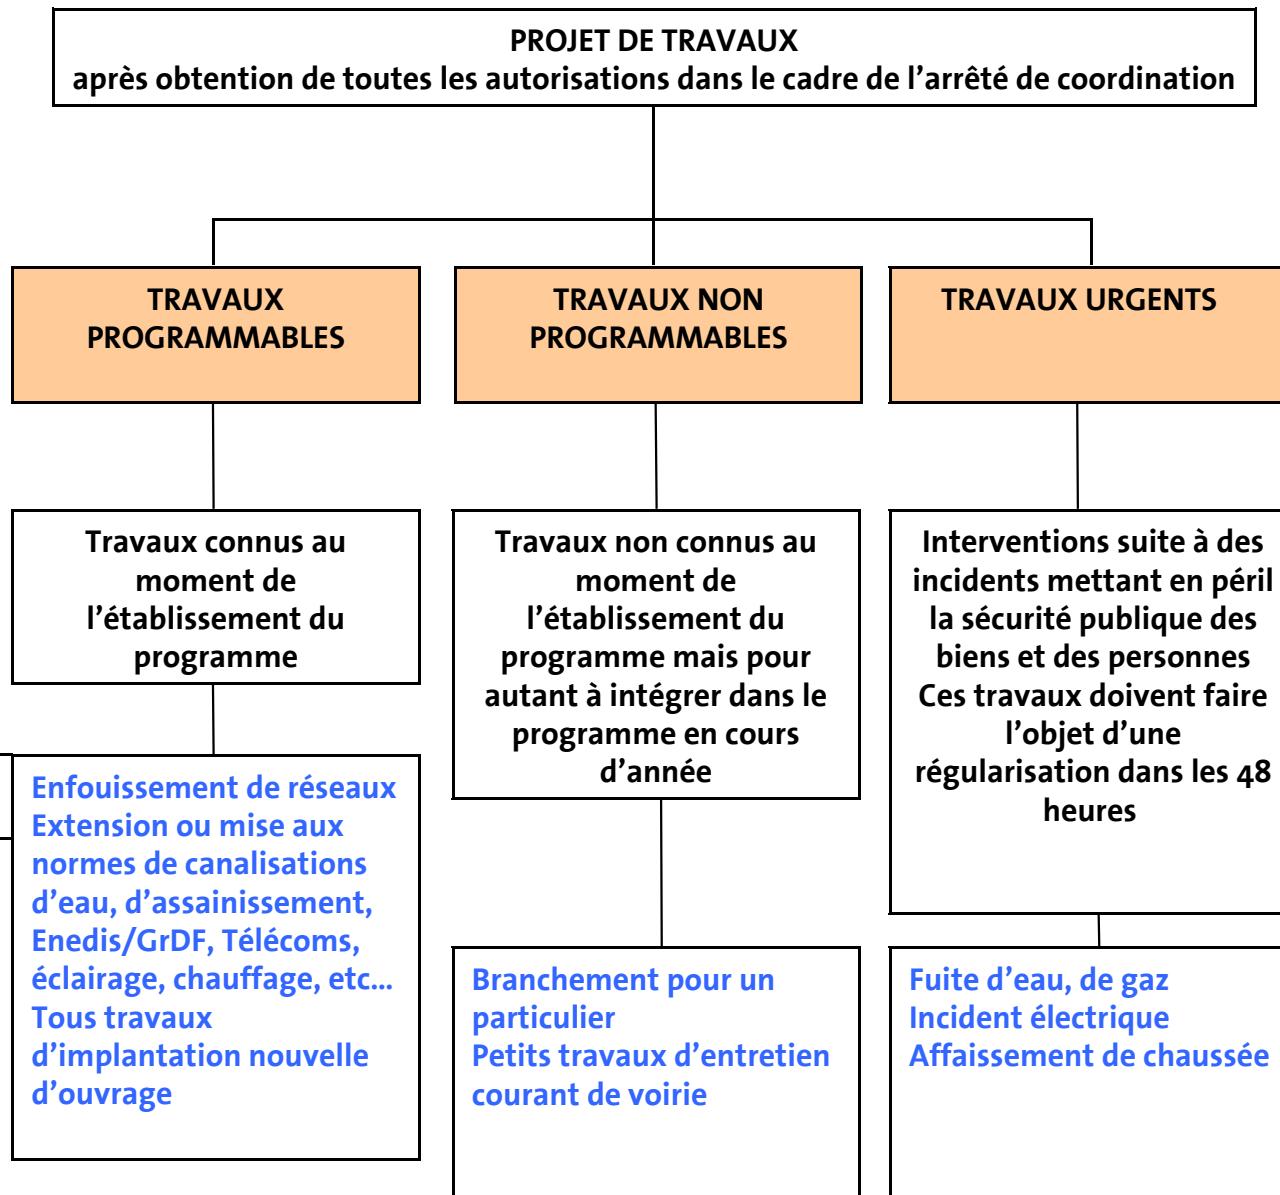 PROJET DE TRAVAUX
après obtention de toutes les autorisations dans le cadre de l’arrêté de coordination
TRAVAUX
PROGRAMMABLES
TRAVAUX NON
PROGRAMMABLES
TRAVAUX URGENTS
Travaux connus au
moment de
l’établissement du
programme
Travaux non connus au
moment de
l’établissement du
programme mais pour
autant à intégrer dans le
programme en cours
d’année
Interventions suite à des
incidents mettant en péril
la sécurité publique des
biens et des personnes
Ces travaux doivent faire
l’objet d’une
régularisation dans les 48
heures
Enfouissement de réseaux
Extension ou mise aux
normes de canalisations
d’eau, d’assainissement,
Enedis/GrDF, Télécoms,
éclairage, chauffage, etc…
Tous travaux
d’implantation nouvelle
d’ouvrage
Branchement pour un
particulier
Petits travaux d’entretien
courant de voirie
Fuite d’eau, de gaz
Incident électrique
Affaissement de chaussée